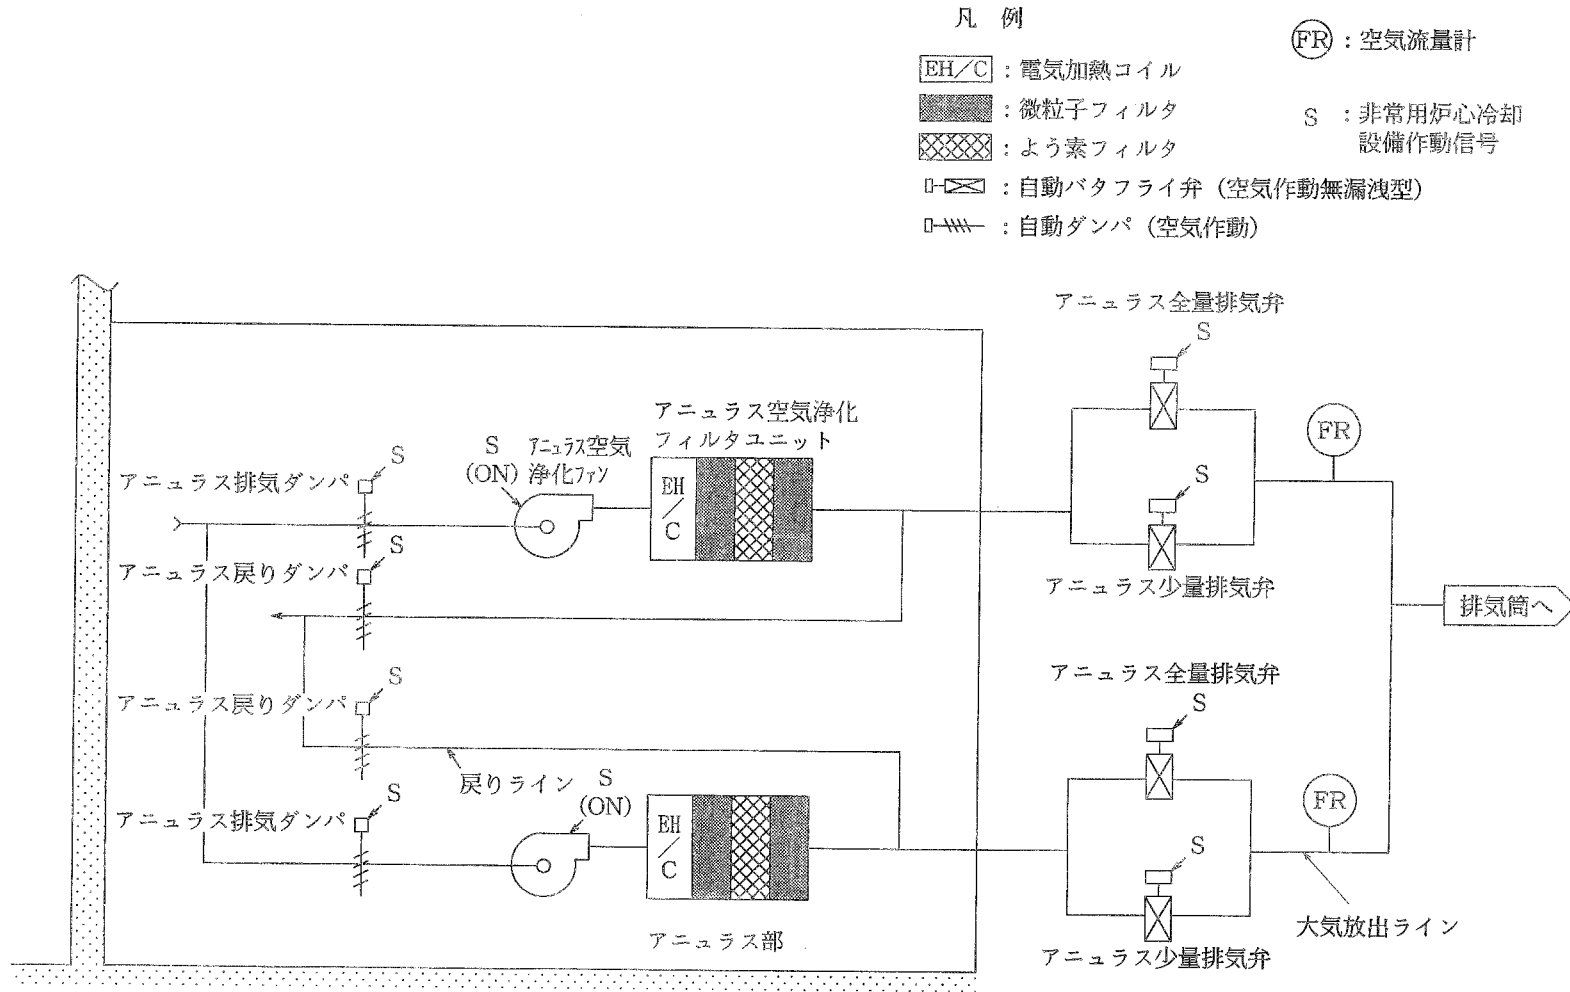 凡 例
FR : 空気流量計
EH/C : 電気加熱コイル
: 微粒子フィルタ
S : 非常用炉心冷却
設備作動信号
: よう素フィルタ
: 自動バタフライ弁 (空気作動無漏洩型)
: 自動ダンパ (空気作動)
アニュラス全量排気弁
S
アニュラス空気浄化
フィルタユニット
FR
S
(ON)
アニュラス空気
浄化ファン
S
アニュラス排気ダンパ
EH
/
C
S
S
アニュラス戻りダンパ
アニュラス少量排気弁
排気筒へ
アニュラス全量排気弁
S
アニュラス戻りダンパ
S
戻りライン
S
(ON)
S
アニュラス排気ダンパ
EH
/
C
FR
S
大気放出ライン
アニュラス部
アニュラス少量排気弁